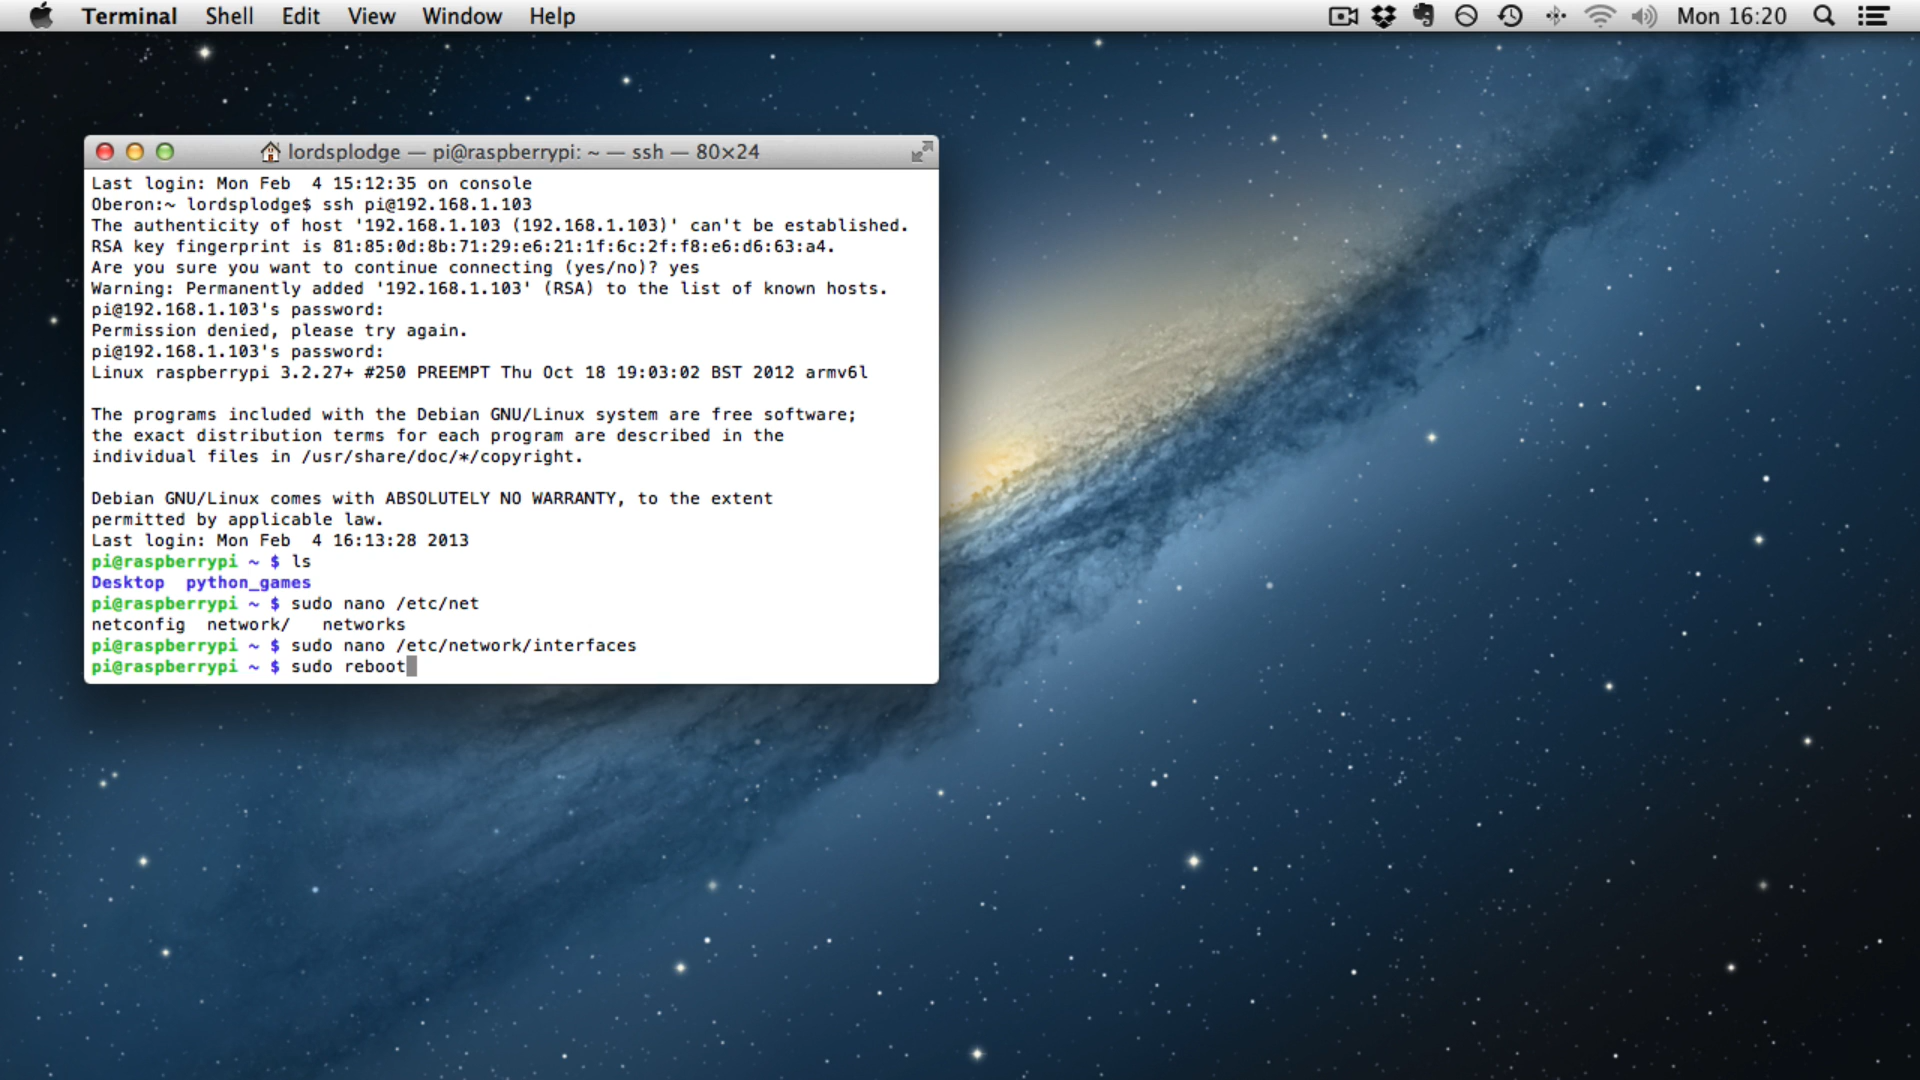 Terminal Shell Edit View Window Help Mon 16:20
lordsplodge — pi@raspberrypi: ~ — ssh — 80×24
Last login: Mon Feb  4 15:12:35 on console
Oberon:~ lordsplodge$ ssh pi@192.168.1.103
The authenticity of host '192.168.1.103 (192.168.1.103)' can't be established.
RSA key fingerprint is 81:85:0d:8b:71:29:e6:21:1f:6c:2f:f8:e6:d6:63:a4.
Are you sure you want to continue connecting (yes/no)? yes
Warning: Permanently added '192.168.1.103' (RSA) to the list of known hosts.
pi@192.168.1.103's password:
Permission denied, please try again.
pi@192.168.1.103's password:
Linux raspberrypi 3.2.27+ #250 PREEMPT Thu Oct 18 19:03:02 BST 2012 armv6l
The programs included with the Debian GNU/Linux system are free software;
the exact distribution terms for each program are described in the
individual files in /usr/share/doc/*/copyright.
Debian GNU/Linux comes with ABSOLUTELY NO WARRANTY, to the extent
permitted by applicable law.
Last login: Mon Feb  4 16:13:28 2013
pi@raspberrypi ~ $ ls
Desktop  python_games
pi@raspberrypi ~ $ sudo nano /etc/net
netconfig  network/   networks
pi@raspberrypi ~ $ sudo nano /etc/network/interfaces
pi@raspberrypi ~ $ sudo reboot